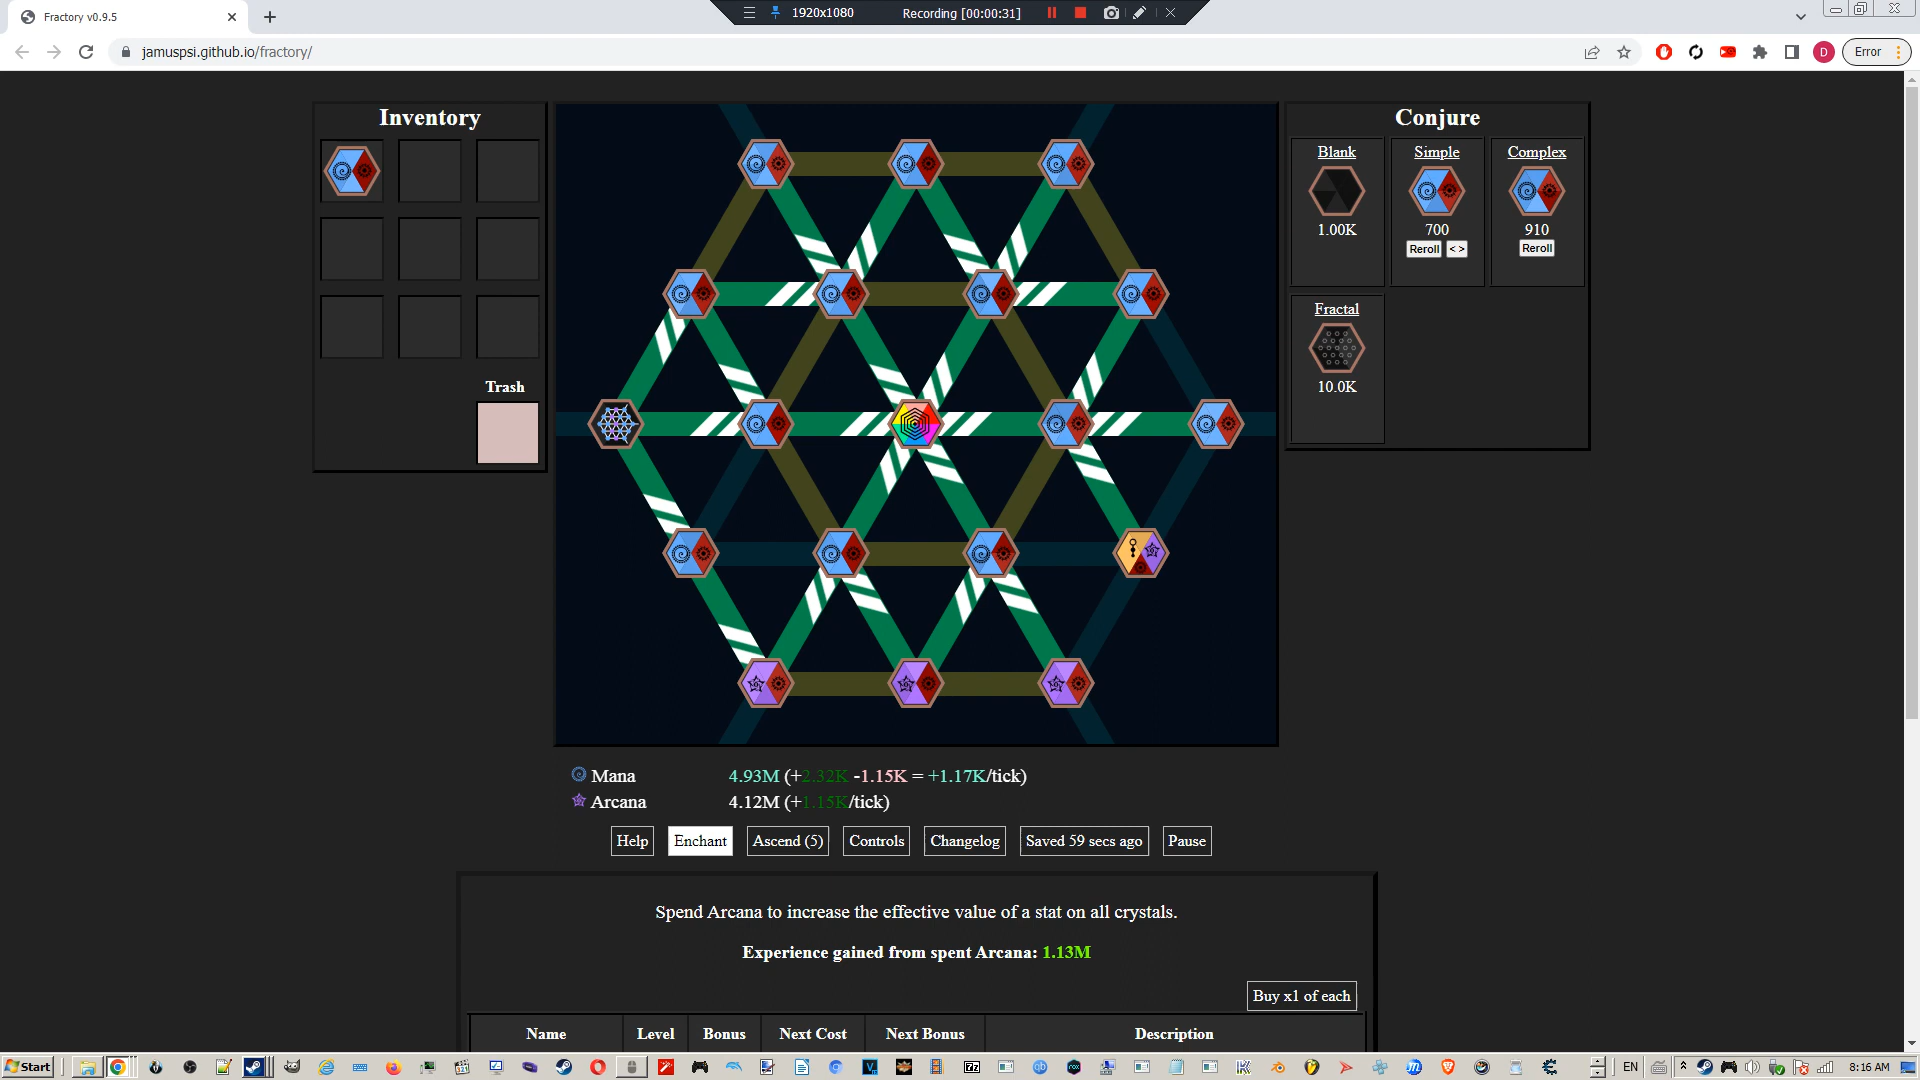 Fractory v0.9.5
1920x1080
Recording [00:00:31]
jamuspsi.github.io/fractory/
D
Error
Inventory
Trash
Conjure
Blank
Simple
Complex
1.00K
700
910
Reroll
< >
Reroll
Fractal
10.0K
Mana
4.93M (+2.32K -1.15K = +1.17K/tick)
Arcana
4.12M (+1.15K/tick)
Help
Enchant
Ascend (5)
Controls
Changelog
Saved 59 secs ago
Pause
Spend Arcana to increase the effective value of a stat on all crystals.
Experience gained from spent Arcana: 1.13M
Buy x1 of each
Name
Level
Bonus
Next Cost
Next Bonus
Description
Start
EN
8:16 AM